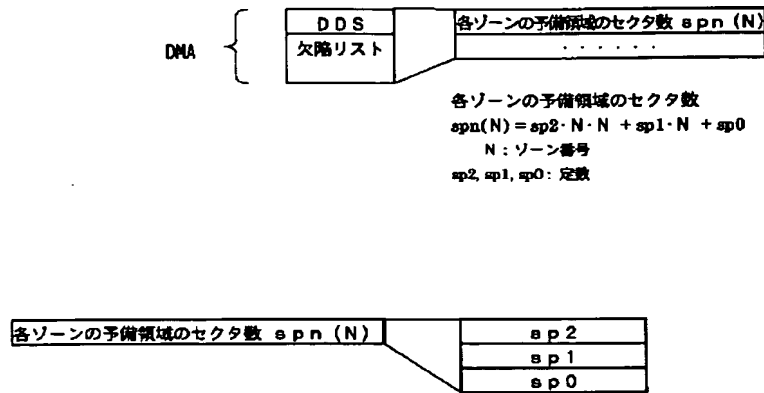 DDS
各ゾーンの予備領域のセクタ数 spn (N)
DMA
欠陥リスト
・・・・・・
各ゾーンの予備領域のセクタ数
spn(N)=sp2・N・N +sp1・N +sp0
N : ゾーン番号
sp2, sp1, sp0 : 定数
各ゾーンの予備領域のセクタ数 spn (N)
sp2
sp1
sp0